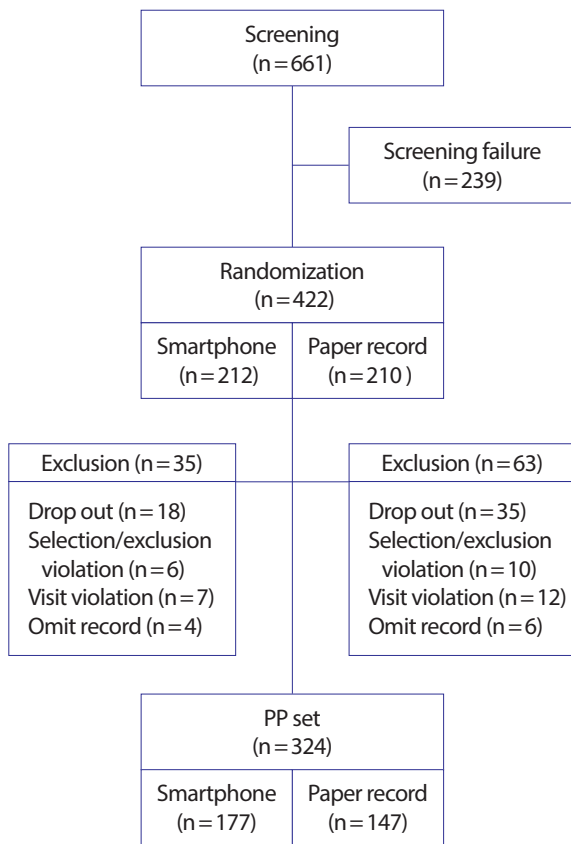 Screening
(n=661)
Screening failure
(n=239)
Randomization
(n=422)
Smartphone
(n=212)
Paper record
(n=210 )
Exclusion (n=35)
Drop out (n=18)
Selection/exclusion
violation (n=6)
Visit violation (n=7)
Omit record (n=4)
Exclusion (n=63)
Drop out (n=35)
Selection/exclusion
violation (n=10)
Visit violation (n=12)
Omit record (n=6)
PP set
(n=324)
Smartphone
(n=177)
Paper record
(n=147)